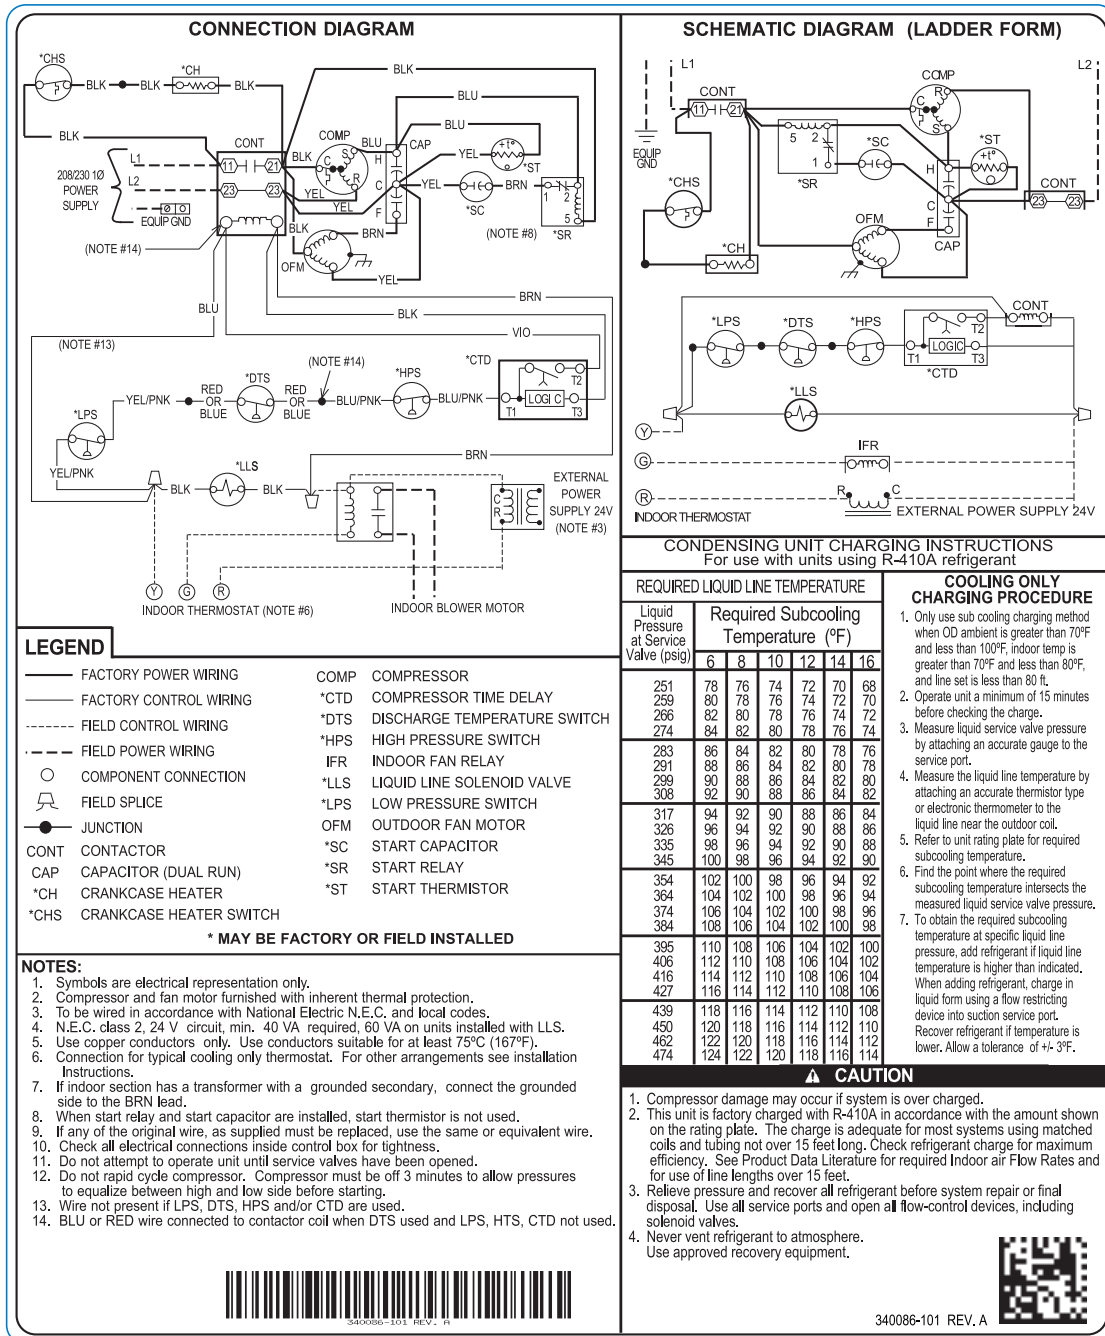 CONNECTION DIAGRAM
*CHS
BLK
BLK
*CH
BLK
BLK
BLU
BLU
BLK
CONT
COMP
BLU
CAP
H
C
F
YEL
+t°
*ST
11
21
23
23
BLK
C
S
R
YEL
YEL
YEL
BRN
*SC
1
2
5
*SR
(NOTE #8)
L1
L2
208/230 1Ø
POWER
SUPPLY
EQUIP GND
(NOTE #14)
BLK
OFM
BRN
YEL
BRN
BLK
VIO
BLU
(NOTE #13)
(NOTE #14)
*CTD
T2
T1
LOGIC
T3
*HPS
BLU/PNK
BLU/PNK
*DTS
RED
OR
BLUE
RED
OR
BLUE
YEL/PNK
*LPS
YEL/PNK
BRN
*LLS
BLK
BLK
EXTERNAL
POWER
SUPPLY 24V
(NOTE #3)
C
R
Y
G
R
INDOOR THERMOSTAT (NOTE #6)
INDOOR BLOWER MOTOR
SCHEMATIC DIAGRAM (LADDER FORM)
L1
L2
CONT
11
21
COMP
C
R
S
EQUIP
GND
5
2
1
*SR
*SC
H
C
F
CAP
+t°
*ST
CONT
23
23
*CHS
OFM
*CH
*LPS
*DTS
*HPS
CONT
T2
T1
LOGIC
T3
*CTD
*LLS
Y
IFR
G
R
R
C
INDOOR THERMOSTAT
EXTERNAL POWER SUPPLY 24V
LEGEND
FACTORY POWER WIRING
FACTORY CONTROL WIRING
FIELD CONTROL WIRING
FIELD POWER WIRING
COMPONENT CONNECTION
FIELD SPLICE
JUNCTION
CONT CONTACTOR
CAP CAPACITOR (DUAL RUN)
*CH CRANKCASE HEATER
*CHS CRANKCASE HEATER SWITCH
COMP COMPRESSOR
*CTD COMPRESSOR TIME DELAY
*DTS DISCHARGE TEMPERATURE SWITCH
*HPS HIGH PRESSURE SWITCH
IFR INDOOR FAN RELAY
*LLS LIQUID LINE SOLENOID VALVE
*LPS LOW PRESSURE SWITCH
OFM OUTDOOR FAN MOTOR
*SC START CAPACITOR
*SR START RELAY
*ST START THERMISTOR
* MAY BE FACTORY OR FIELD INSTALLED
NOTES:
1. Symbols are electrical representation only.
2. Compressor and fan motor furnished with inherent thermal protection.
3. To be wired in accordance with National Electric N.E.C. and local codes.
4. N.E.C. class 2, 24 V circuit, min. 40 VA required, 60 VA on units installed with LLS.
5. Use copper conductors only. Use conductors suitable for at least 75ºC (167ºF).
6. Connection for typical cooling only thermostat. For other arrangements see installation
Instructions.
7. If indoor section has a transformer with a grounded secondary, connect the grounded
side to the BRN lead.
8. When start relay and start capacitor are installed, start thermistor is not used.
9. If any of the original wire, as supplied must be replaced, use the same or equivalent wire.
10. Check all electrical connections inside control box for tightness.
11. Do not attempt to operate unit until service valves have been opened.
12. Do not rapid cycle compressor. Compressor must be off 3 minutes to allow pressures
to equalize between high and low side before starting.
13. Wire not present if LPS, DTS, HPS and/or CTD are used.
14. BLU or RED wire connected to contactor coil when DTS used and LPS, HTS, CTD not used.
340086-101 REV. A
CONDENSING UNIT CHARGING INSTRUCTIONS
For use with units using R-410A refrigerant
REQUIRED LIQUID LINE TEMPERATURE
Liquid
Pressure
at Service
Valve (psig)
Required Subcooling
Temperature (ºF)
6 8 10 12 14 16
251 78 76 74 72 70 68
259 80 78 76 74 72 70
266 82 80 78 76 74 72
274 84 82 80 78 76 74
283 86 84 82 80 78 76
291 88 86 84 82 80 78
299 90 88 86 84 82 80
308 92 90 88 86 84 82
317 94 92 90 88 86 84
326 96 94 92 90 88 86
335 98 96 94 92 90 88
345 100 98 96 94 92 90
354 102 100 98 96 94 92
364 104 102 100 98 96 94
374 106 104 102 100 98 96
384 108 106 104 102 100 98
395 110 108 106 104 102 100
406 112 110 108 106 104 102
416 114 112 110 108 106 104
427 116 114 112 110 108 106
439 118 116 114 112 110 108
450 120 118 116 114 112 110
462 122 120 118 116 114 112
474 124 122 120 118 116 114
COOLING ONLY
CHARGING PROCEDURE
1. Only use sub cooling charging method
when OD ambient is greater than 70ºF
and less than 100ºF, indoor temp is
greater than 70ºF and less than 80ºF,
and line set is less than 80 ft.
2. Operate unit a minimum of 15 minutes
before checking the charge.
3. Measure liquid service valve pressure
by attaching an accurate gauge to the
service port.
4. Measure the liquid line temperature by
attaching an accurate thermistor type
or electronic thermometer to the
liquid line near the outdoor coil.
5. Refer to unit rating plate for required
subcooling temperature.
6. Find the point where the required
subcooling temperature intersects the
measured liquid service valve pressure.
7. To obtain the required subcooling
temperature at specific liquid line
pressure, add refrigerant if liquid line
temperature is higher than indicated.
When adding refrigerant, charge in
liquid form using a flow restricting
device into suction service port.
Recover refrigerant if temperature is
lower. Allow a tolerance of +/- 3ºF.
CAUTION
1. Compressor damage may occur if system is over charged.
2. This unit is factory charged with R-410A in accordance with the amount shown
on the rating plate. The charge is adequate for most systems using matched
coils and tubing not over 15 feet long. Check refrigerant charge for maximum
efficiency. See Product Data Literature for required Indoor air Flow Rates and
for use of line lengths over 15 feet.
3. Relieve pressure and recover all refrigerant before system repair or final
disposal. Use all service ports and open all flow-control devices, including
solenoid valves.
4. Never vent refrigerant to atmosphere.
Use approved recovery equipment.
340086-101 REV. A